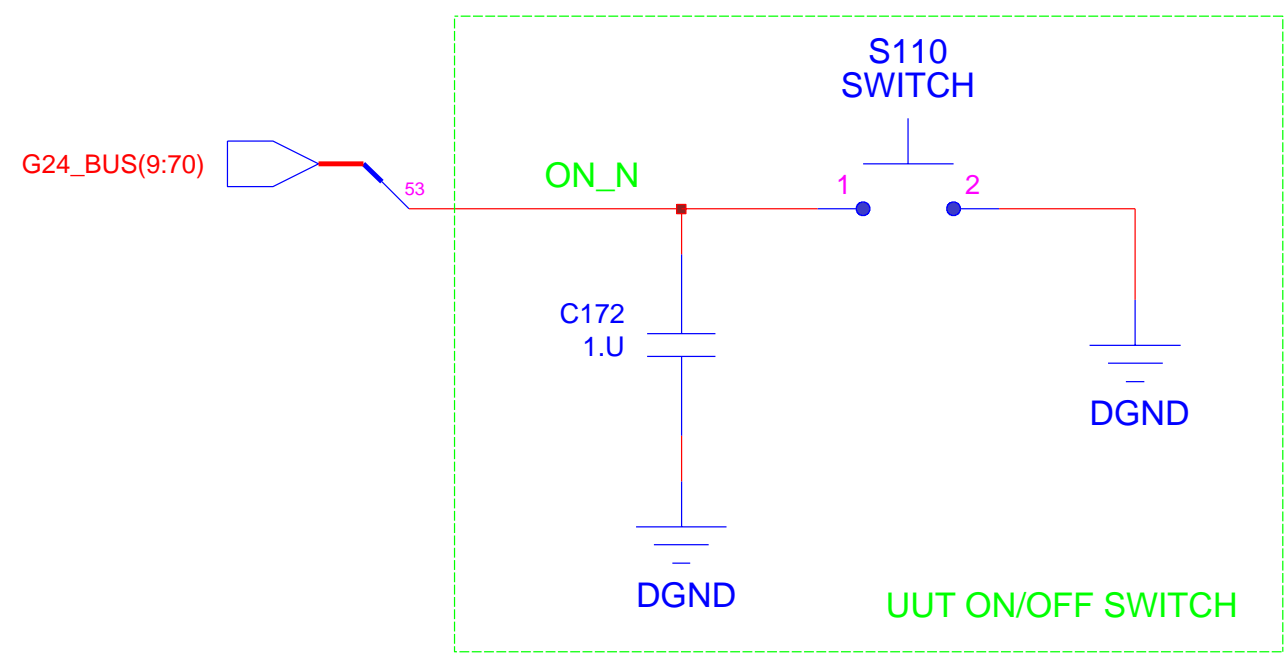 S110
SWITCH
G24_BUS(9:70)
53
ON_N
1
2
C172
1.U
DGND
DGND
UUT ON/OFF SWITCH